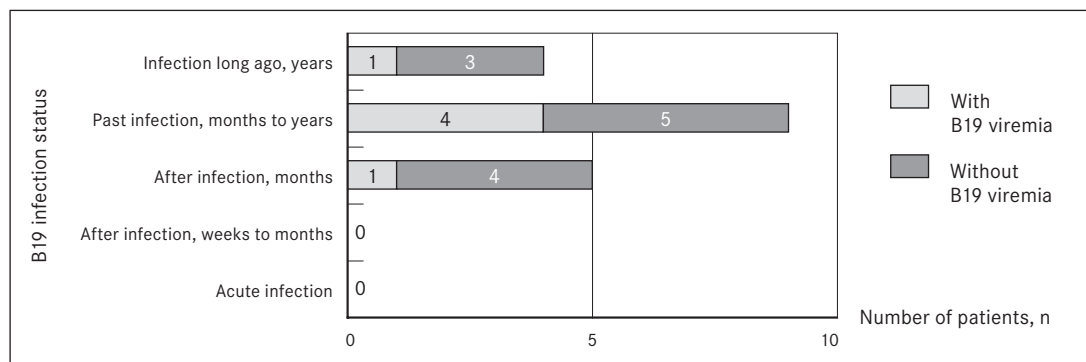 B19 infection status
Infection long ago, years
1 3
Past infection, months to years
4 5
After infection, months
1 4
After infection, weeks to months
0
Acute infection
0
0 5 10
Number of patients, n
With
B19 viremia
Without
B19 viremia